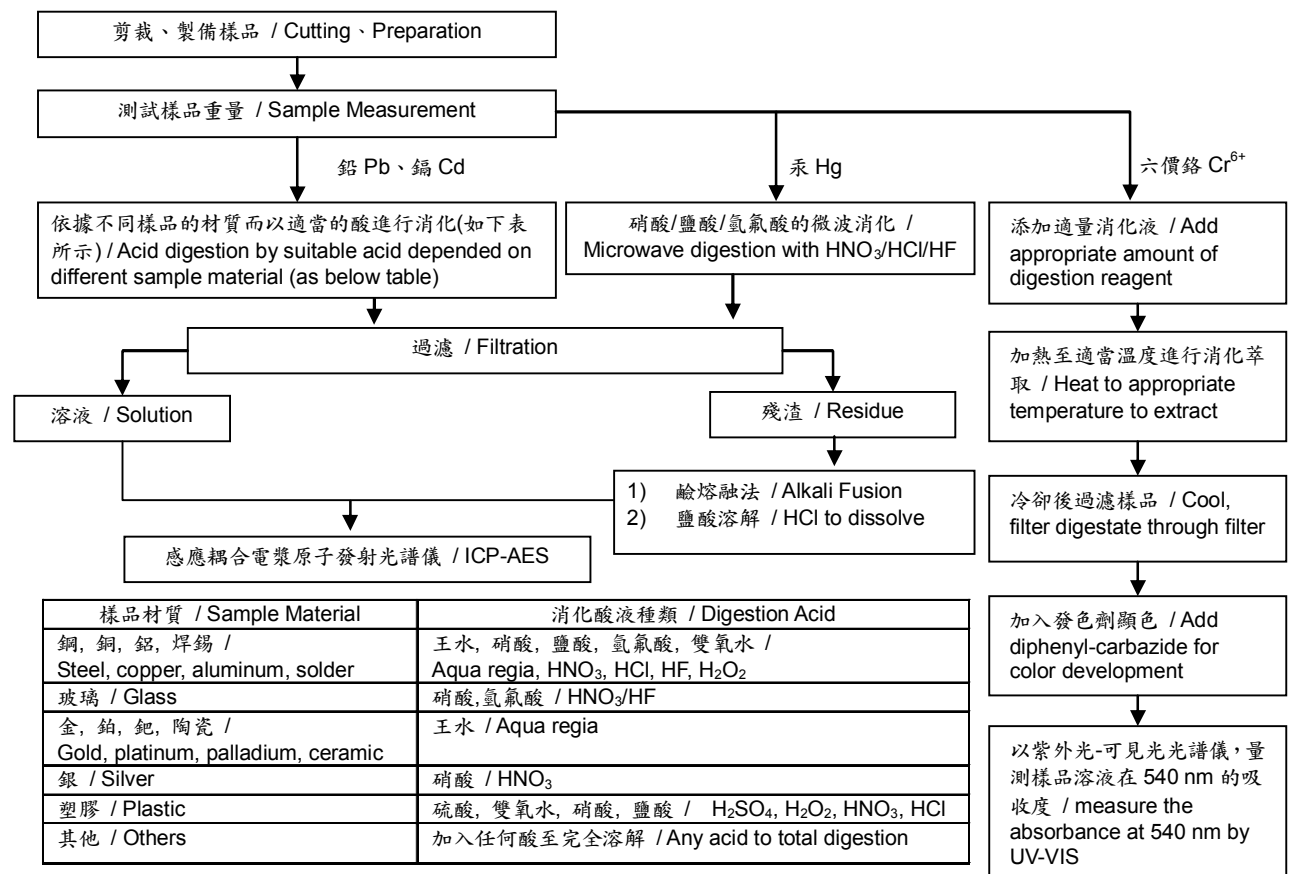 剪裁、製備樣品 / Cutting、Preparation
測試樣品重量 / Sample Measurement
鉛 Pb、鎘 Cd
汞 Hg
六價鉻 Cr⁶⁺
依據不同樣品的材質而以適當的酸進行消化(如下表
所示) / Acid digestion by suitable acid depended on
different sample material (as below table)
硝酸/鹽酸/氫氟酸的微波消化 /
Microwave digestion with HNO₃/HCl/HF
添加適量消化液 / Add
appropriate amount of
digestion reagent
過濾 / Filtration
加熱至適當溫度進行消化萃
取 / Heat to appropriate
temperature to extract
溶液 / Solution
殘渣 / Residue
1) 鹼熔融法 / Alkali Fusion
2) 鹽酸溶解 / HCl to dissolve
冷卻後過濾樣品 / Cool,
filter digestate through filter
感應耦合電漿原子發射光譜儀 / ICP-AES
加入發色劑顯色 / Add
diphenyl-carbazide for
color development
以紫外光-可見光光譜儀，量
測樣品溶液在 540 nm 的吸
收度 / measure the
absorbance at 540 nm by
UV-VIS
樣品材質 / Sample Material 消化酸液種類 / Digestion Acid
鋼, 銅, 鋁, 焊錫 / 王水, 硝酸, 鹽酸, 氫氟酸, 雙氧水 /
Steel, copper, aluminum, solder Aqua regia, HNO₃, HCl, HF, H₂O₂
玻璃 / Glass 硝酸,氫氟酸 / HNO₃/HF
金, 鉑, 鈀, 陶瓷 / 王水 / Aqua regia
Gold, platinum, palladium, ceramic
銀 / Silver 硝酸 / HNO₃
塑膠 / Plastic 硫酸, 雙氧水, 硝酸, 鹽酸 / H₂SO₄, H₂O₂, HNO₃, HCl
其他 / Others 加入任何酸至完全溶解 / Any acid to total digestion